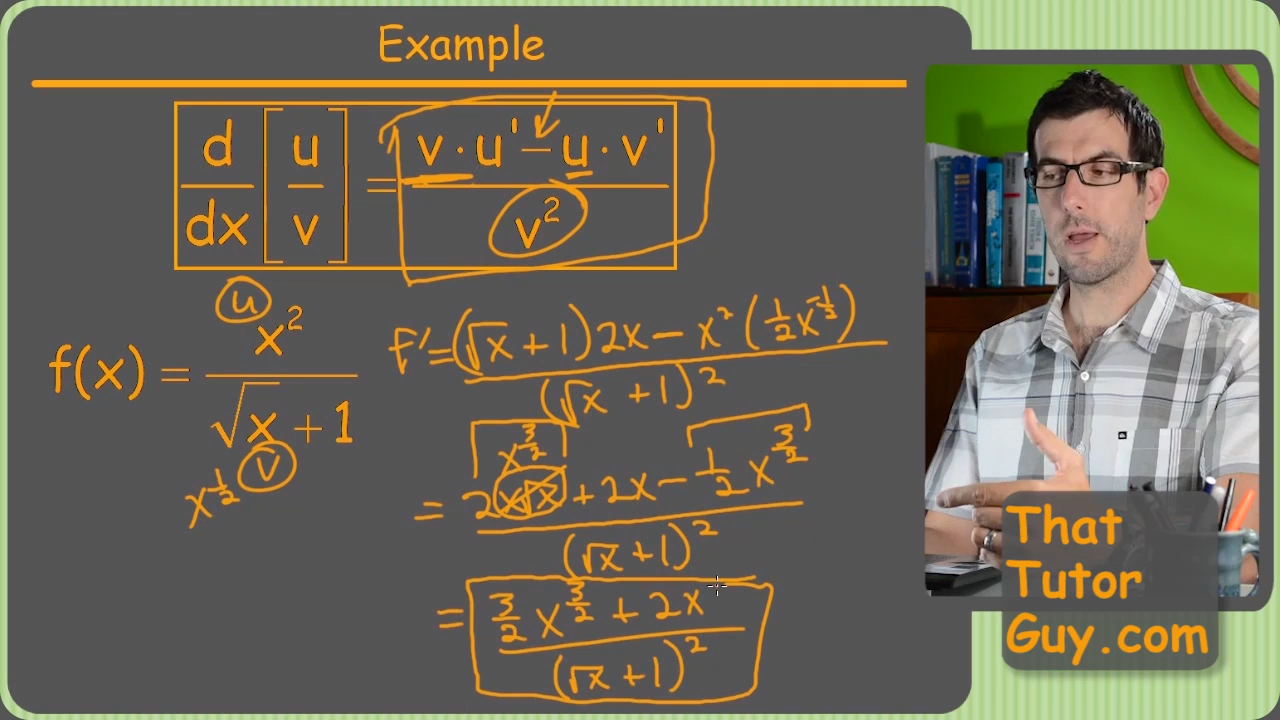 Example
d/dx [u/v] = (v · u' − u · v')/v²
u
f(x) = x²/(√x + 1)
v
x^½
F' = ((√x + 1)2x − x²(½x^-½))/(√x + 1)²
x^3/2
= (2x√x + 2x − ½x^3/2)/(√x + 1)²
= (3/2 x^3/2 + 2x)/(√x + 1)²
That
Tutor
Guy.com